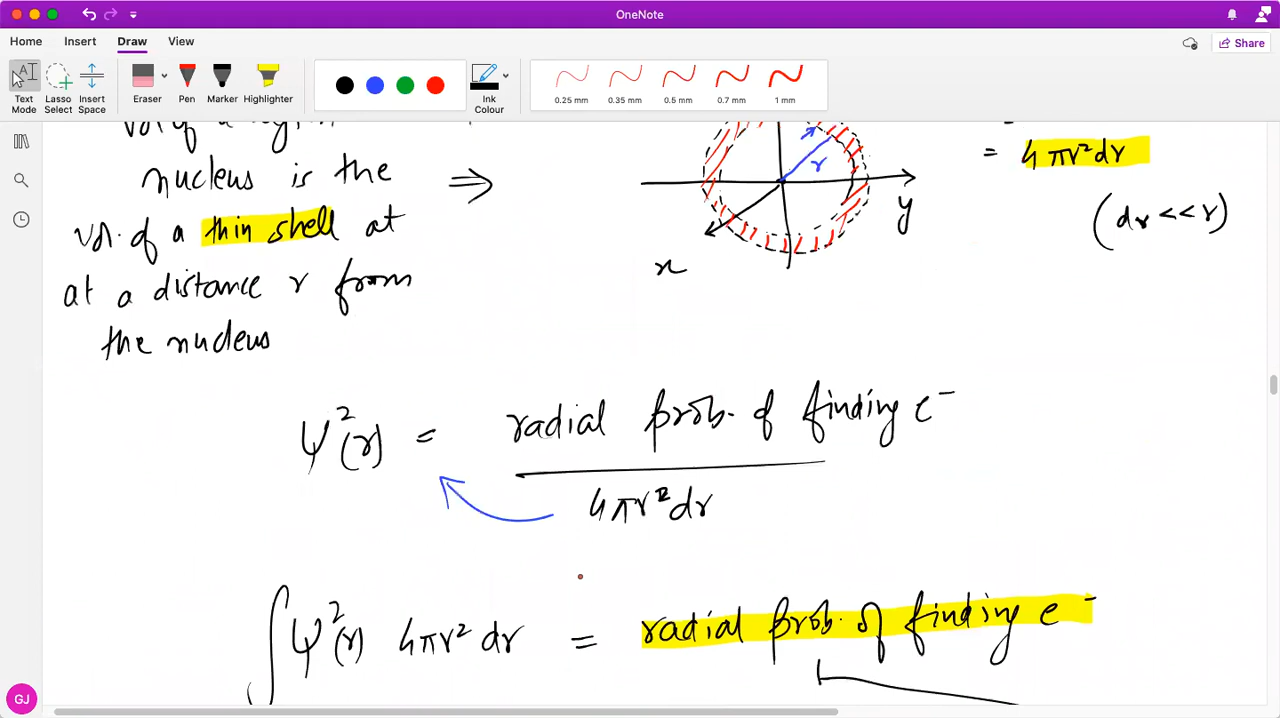 OneNote
Home Insert Draw View
Share
Text Mode
Lasso Select
Insert Space
Eraser
Pen
Marker
Highlighter
Ink Colour
0.25 mm
0.35 mm
0.5 mm
0.7 mm
1 mm
nucleus is the ⇒
vol. of a thin shell at
at a distance r from
the nucleus
r
y
x
= 4πr²dr
(dr << r)
ψ²(r) = radial prob. of finding e⁻
4πr²dr
∫ψ²(r) 4πr² dr = radial prob. of finding e⁻
GJ